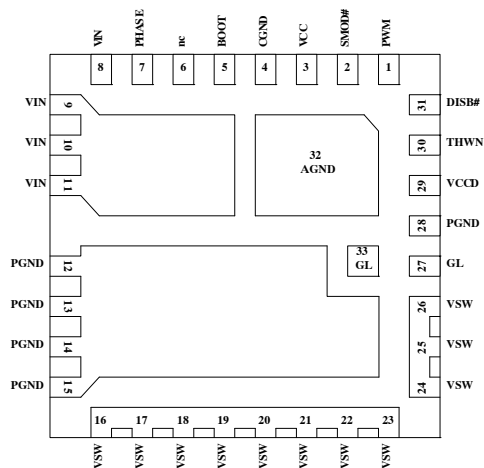 VIN PHASE nc BOOT CGND VCC SMOD# PWM
8 7 6 5 4 3 2 1
VIN 9
VIN 10
VIN 11
32
AGND
31 DISB#
30 THWN
29 VCCD
28 PGND
PGND 12
33
GL
27 GL
PGND 13
26 VSW
PGND 14
25 VSW
PGND 15
24 VSW
16 17 18 19 20 21 22 23
VSW VSW VSW VSW VSW VSW VSW VSW